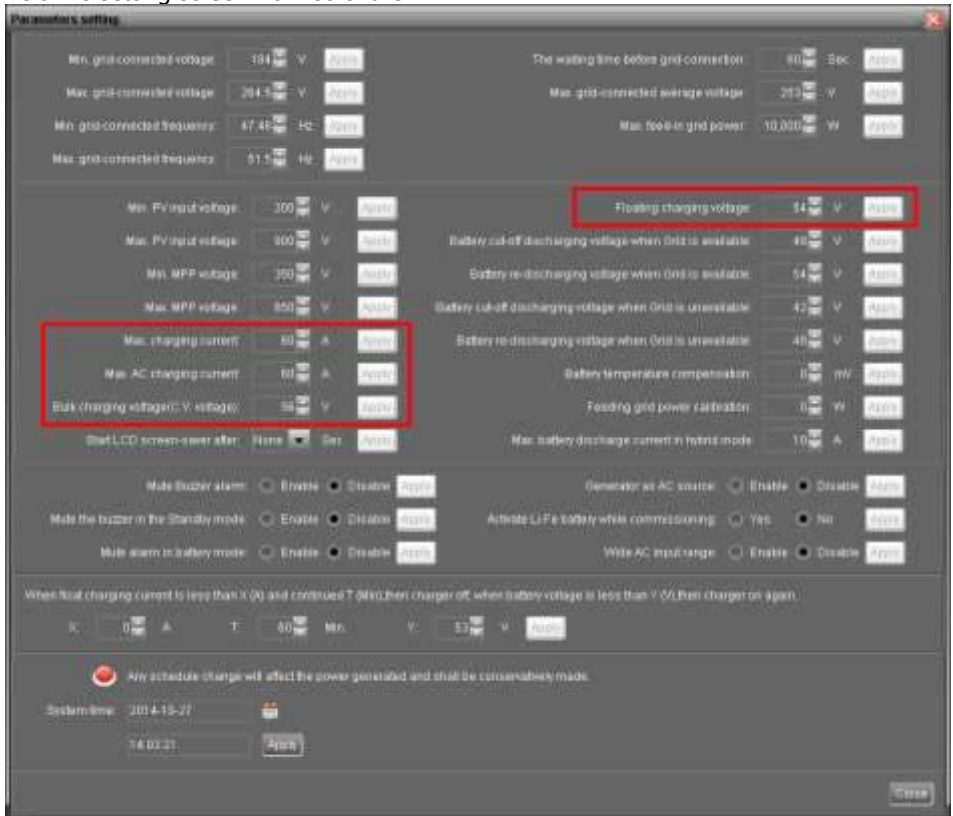 Parameters setting
Min. grid-connected voltage: 184 V Apply
The waiting time before grid-connection: 60 Sec. Apply
Max. grid-connected voltage: 264.5 V Apply
Max. grid-connected average voltage: 253 V Apply
Min. grid-connected frequency: 47.48 Hz Apply
Max. feed-in grid power: 10,000 W Apply
Max. grid-connected frequency: 51.5 Hz Apply
Min. PV input voltage: 300 V Apply
Floating charging voltage: 54 V Apply
Max. PV input voltage: 900 V Apply
Battery cut-off discharging voltage when Grid is available: 48 V Apply
Min. MPP voltage: 350 V Apply
Battery re-discharging voltage when Grid is available: 54 V Apply
Max. MPP voltage: 850 V Apply
Battery cut-off discharging voltage when Grid is unavailable: 42 V Apply
Max. charging current: 60 A Apply
Battery re-discharging voltage when Grid is unavailable: 48 V Apply
Max. AC charging current: 60 A Apply
Battery temperature compensation: 0 mV Apply
Bulk charging voltage(C.V. voltage): 56 V Apply
Feeding grid power calibration: 0 W Apply
Start LCD screen-saver after: None Sec. Apply
Max. battery discharge current in hybrid mode: 10 A Apply
Mute Buzzer alarm: Enable Disable Apply
Generator as AC source: Enable Disable Apply
Mute the buzzer in the Standby mode: Enable Disable Apply
Activate Li-Fe battery while commissioning: Yes No Apply
Mute alarm in battery mode: Enable Disable Apply
Wide AC input range: Enable Disable Apply
When float charging current is less than X (A) and continued T (Min),then charger off, when battery voltage is less than Y (V),then charger on again.
X: 0 A T: 60 Min. Y: 53 V Apply
Any schedule change will affect the power generated and shall be conservatively made.
System time: 2014-10-27
14:03:21 Apply
Close